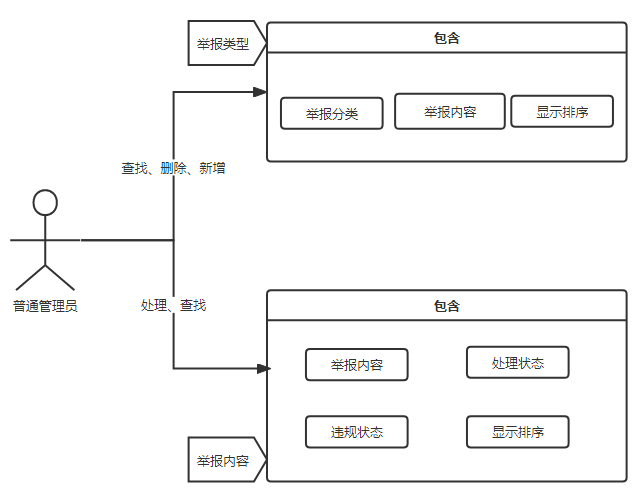 举报类型
包含
举报分类
举报内容
显示排序
查找、删除、新增
普通管理员
处理、查找
包含
举报内容
处理状态
违规状态
显示排序
举报内容